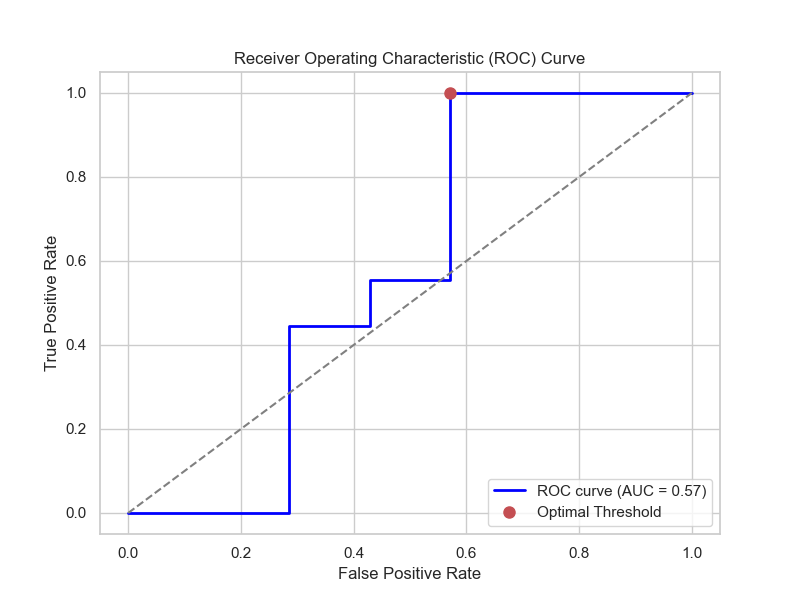 Receiver Operating Characteristic (ROC) Curve
1.0
0.8
0.6
0.4
0.2
0.0
True Positive Rate
0.0 0.2 0.4 0.6 0.8 1.0
False Positive Rate
ROC curve (AUC = 0.57)
Optimal Threshold